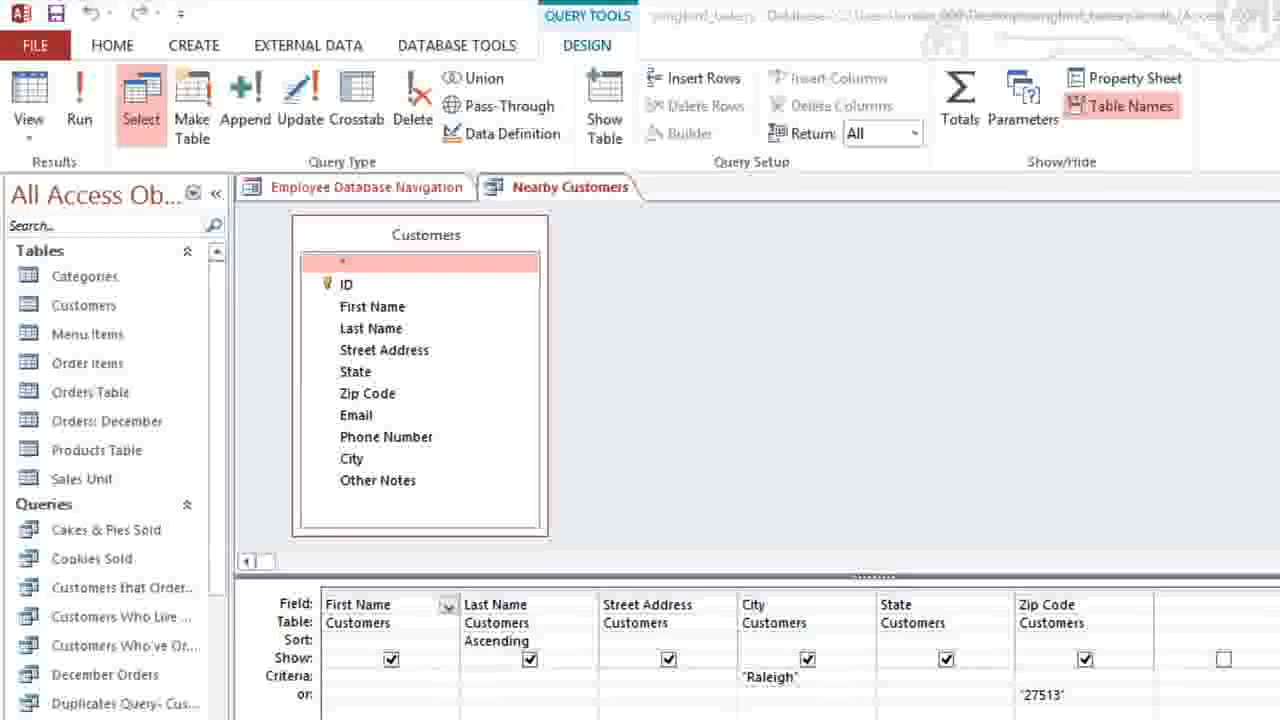 QUERY TOOLS
FILE HOME CREATE EXTERNAL DATA DATABASE TOOLS DESIGN
View Run Select Make Table Append Update Crosstab Delete
Union
Pass-Through
Data Definition
Show Table
Insert Rows
Delete Rows
Builder
Insert Columns
Delete Columns
Return: All
Totals Parameters
Property Sheet
Table Names
Results Query Type Query Setup Show/Hide
All Access Ob... «
Search...
Tables
Categories
Customers
Menu Items
Order Items
Orders Table
Orders: December
Products Table
Sales Unit
Queries
Cakes & Pies Sold
Cookies Sold
Customers that Order...
Customers Who Live ...
Customers Who've Or...
December Orders
Duplicates Query- Cus...
Employee Database Navigation Nearby Customers
Customers
*
ID
First Name
Last Name
Street Address
State
Zip Code
Email
Phone Number
City
Other Notes
Field: First Name Last Name Street Address City State Zip Code
Table: Customers Customers Customers Customers Customers Customers
Sort: Ascending
Show:
Criteria: "Raleigh"
or: "27513"